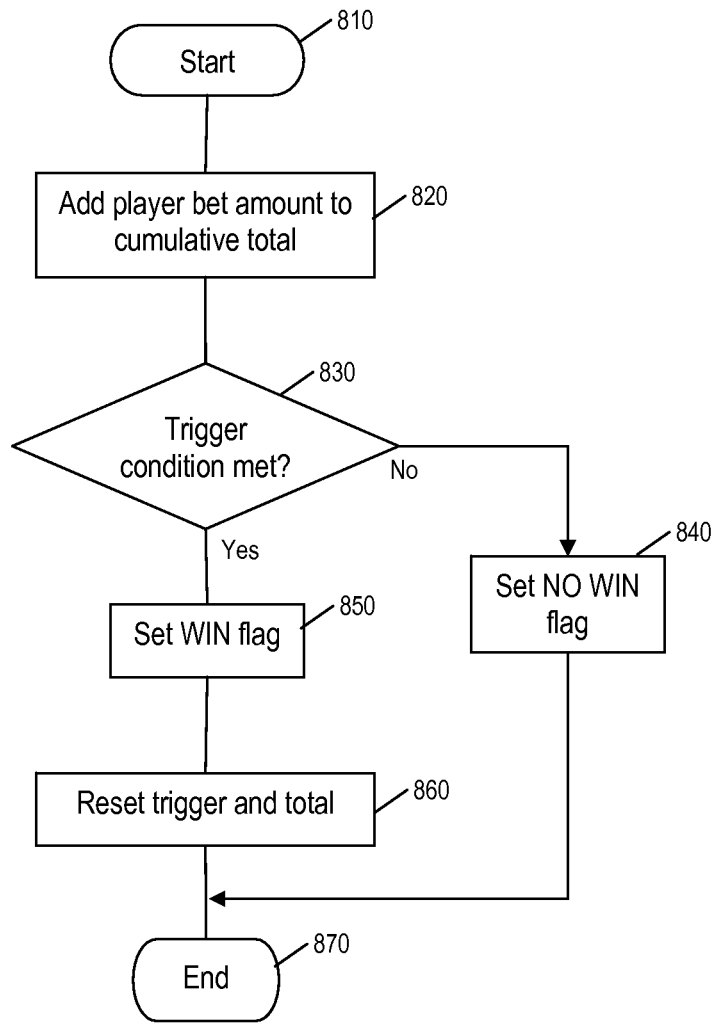 810
Start
820
Add player bet amount to
cumulative total
830
Trigger
condition met?
No
Yes
840
Set NO WIN
flag
850
Set WIN flag
860
Reset trigger and total
870
End